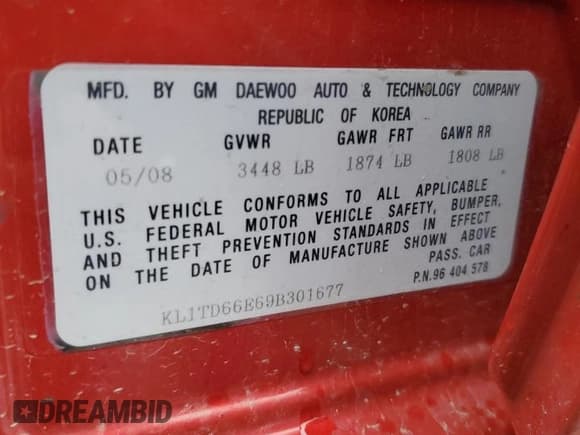 MFD. BY GM DAEWOO AUTO & TECHNOLOGY COMPANY
REPUBLIC OF KOREA
DATE GVWR GAWR FRT GAWR RR
05/08 3448 LB 1874 LB 1808 LB
THIS VEHICLE CONFORMS TO ALL APPLICABLE
U.S. FEDERAL MOTOR VEHICLE SAFETY, BUMPER,
AND THEFT PREVENTION STANDARDS IN EFFECT
ON THE DATE OF MANUFACTURE SHOWN ABOVE
PASS. CAR
P.N.96 404 578
KL1TD66E69B301677
DREAMBID